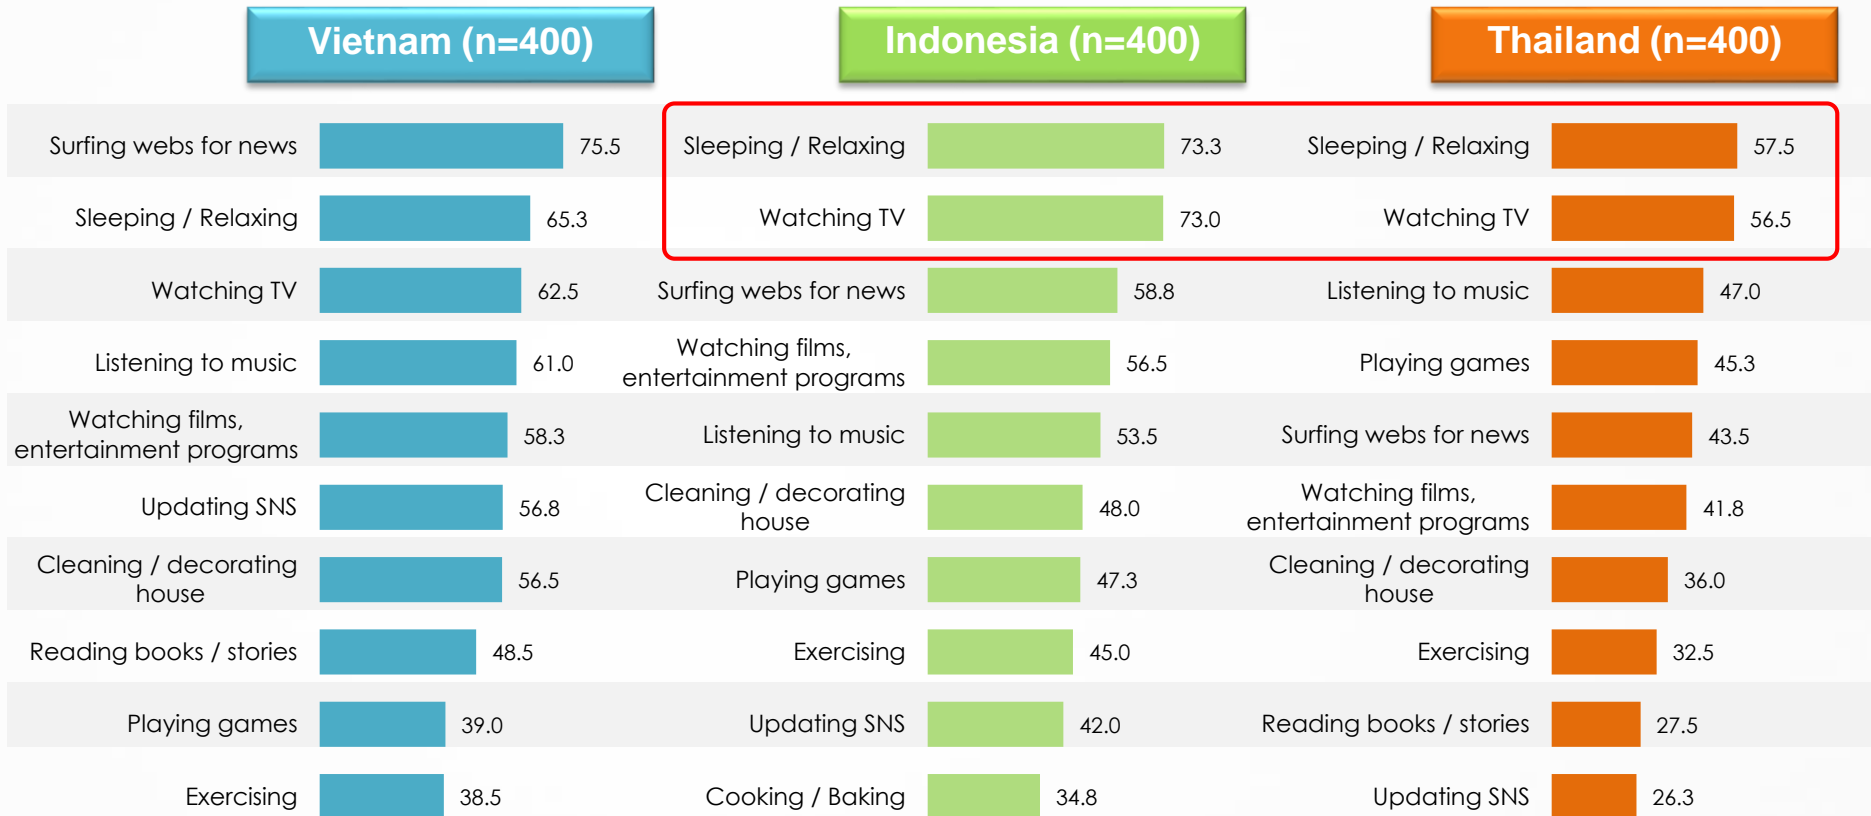 Vietnam (n=400)
Indonesia (n=400)
Thailand (n=400)
Surfing webs for news
75.5
Sleeping / Relaxing
73.3
Sleeping / Relaxing
57.5
Sleeping / Relaxing
65.3
Watching TV
73.0
Watching TV
56.5
Watching TV
62.5
Surfing webs for news
58.8
Listening to music
47.0
Listening to music
61.0
Watching films,
entertainment programs
56.5
Playing games
45.3
Watching films,
entertainment programs
58.3
Listening to music
53.5
Surfing webs for news
43.5
Updating SNS
56.8
Cleaning / decorating
house
48.0
Watching films,
entertainment programs
41.8
Cleaning / decorating
house
56.5
Playing games
47.3
Cleaning / decorating
house
36.0
Reading books / stories
48.5
Exercising
45.0
Exercising
32.5
Playing games
39.0
Updating SNS
42.0
Reading books / stories
27.5
Exercising
38.5
Cooking / Baking
34.8
Updating SNS
26.3